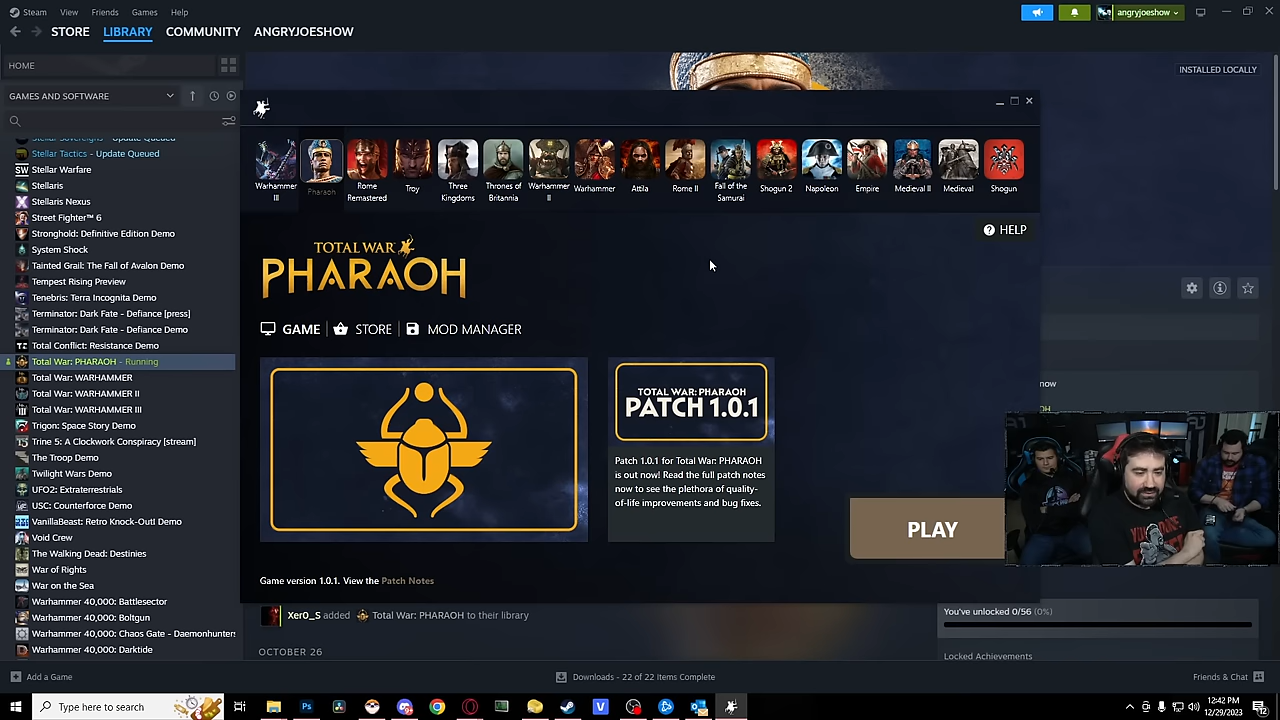 Steam View Friends Games Help
angryjoeshow
STORE LIBRARY COMMUNITY ANGRYJOESHOW
HOME
INSTALLED LOCALLY
GAMES AND SOFTWARE
Stellar Sovereigns - Update Queued
Stellar Tactics - Update Queued
Stellar Warfare
Stellaris
Stellaris Nexus
Street Fighter™ 6
Stronghold: Definitive Edition Demo
System Shock
Tainted Grail: The Fall of Avalon Demo
Tempest Rising Preview
Tenebris: Terra Incognita Demo
Terminator: Dark Fate - Defiance [press]
Terminator: Dark Fate - Defiance Demo
Total Conflict: Resistance Demo
Total War: PHARAOH - Running
Total War: WARHAMMER
Total War: WARHAMMER II
Total War: WARHAMMER III
Trigon: Space Story Demo
Trine 5: A Clockwork Conspiracy [stream]
The Troop Demo
Twilight Wars Demo
UFO2: Extraterrestrials
USC: Counterforce Demo
VanillaBeast: Retro Knock-Out! Demo
Void Crew
The Walking Dead: Destinies
War of Rights
War on the Sea
Warhammer 40,000: Battlesector
Warhammer 40,000: Boltgun
Warhammer 40,000: Chaos Gate - Daemonhunters
Warhammer 40,000: Darktide
Warhammer III
Pharaoh
Rome Remastered
Troy
Three Kingdoms
Thrones of Britannia
Warhammer II
Warhammer
Attila
Rome II
Fall of the Samurai
Shogun 2
Napoleon
Empire
Medieval II
Medieval
Shogun
HELP
TOTAL WAR
PHARAOH
GAME | STORE | MOD MANAGER
TOTAL WAR: PHARAOH
PATCH 1.0.1
Patch 1.0.1 for Total War: PHARAOH
is out now! Read the full patch notes
now to see the plethora of quality-
of-life improvements and bug fixes.
PLAY
Game version 1.0.1. View the Patch Notes
now
Xer0_S added Total War: PHARAOH to their library
OCTOBER 26
You've unlocked 0/56 (0%)
Locked Achievements
Add a Game
Downloads - 22 of 22 Items Complete
Friends & Chat
Type here to search
12:42 PM
12/29/2023